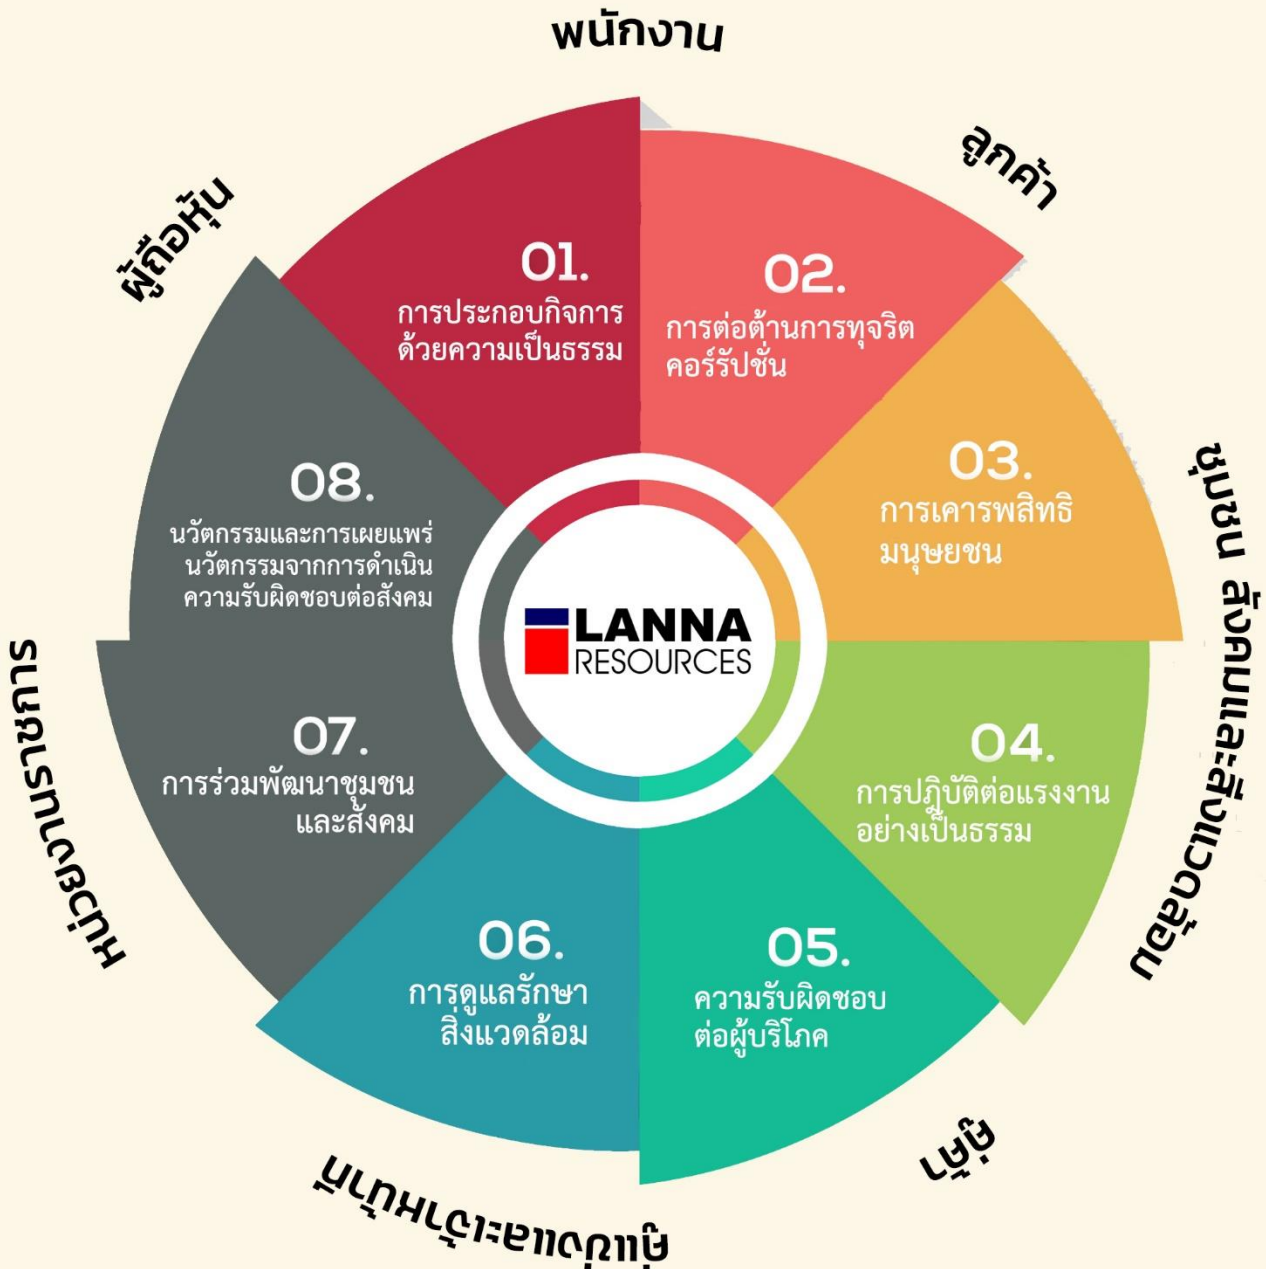 พนักงาน
ลูกค้า
ผู้ถือหุ้น
01.
การประกอบกิจการ
ด้วยความเป็นธรรม
02.
การต่อต้านการทุจริต
คอร์รัปชั่น
03.
การเคารพสิทธิ
มนุษยชน
ชุมชน สังคมและสิ่งแวดล้อม
08.
นวัตกรรมและการเผยแพร่
นวัตกรรมจากการดำเนิน
ความรับผิดชอบต่อสังคม
LANNA
RESOURCES
หน่วยงานราชการ
07.
การร่วมพัฒนาชุมชน
และสังคม
04.
การปฏิบัติต่อแรงงาน
อย่างเป็นธรรม
06.
การดูแลรักษา
สิ่งแวดล้อม
05.
ความรับผิดชอบ
ต่อผู้บริโภค
คู่ค้า
คู่แข่งและเจ้าหน้าที่